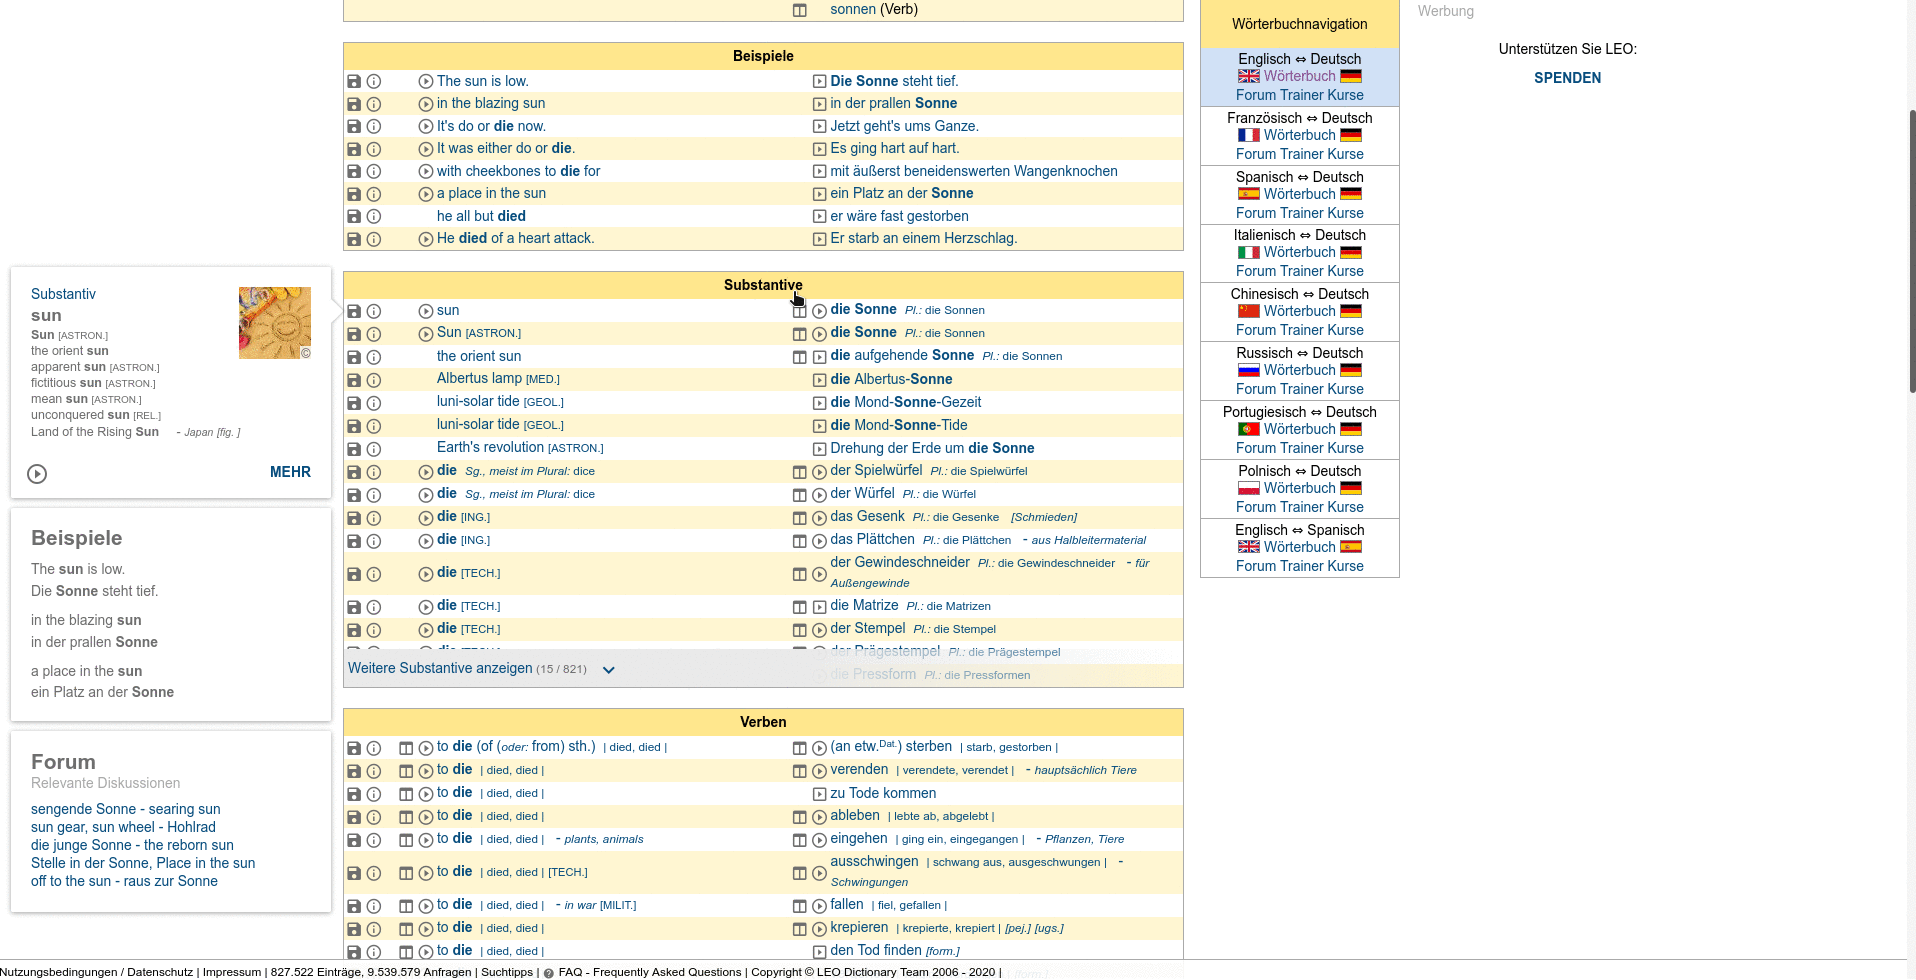 sonnen (Verb)
Beispiele
The sun is low. Die Sonne steht tief.
in the blazing sun in der prallen Sonne
It's do or die now. Jetzt geht's ums Ganze.
It was either do or die. Es ging hart auf hart.
with cheekbones to die for mit äußerst beneidenswerten Wangenknochen
a place in the sun ein Platz an der Sonne
he all but died er wäre fast gestorben
He died of a heart attack. Er starb an einem Herzschlag.
Substantive
sun die Sonne Pl.: die Sonnen
Sun [ASTRON.] die Sonne Pl.: die Sonnen
the orient sun die aufgehende Sonne Pl.: die Sonnen
Albertus lamp [MED.] die Albertus-Sonne
luni-solar tide [GEOL.] die Mond-Sonne-Gezeit
luni-solar tide [GEOL.] die Mond-Sonne-Tide
Earth's revolution [ASTRON.] Drehung der Erde um die Sonne
die Sg., meist im Plural: dice der Spielwürfel Pl.: die Spielwürfel
die Sg., meist im Plural: dice der Würfel Pl.: die Würfel
die [ING.] das Gesenk Pl.: die Gesenke [Schmieden]
die [ING.] das Plättchen Pl.: die Plättchen - aus Halbleitermaterial
die [TECH.] der Gewindeschneider Pl.: die Gewindeschneider - für
Außengewinde
die [TECH.] die Matrize Pl.: die Matrizen
die [TECH.] der Stempel Pl.: die Stempel
der Prägestempel Pl.: die Prägestempel
Weitere Substantive anzeigen (15 / 821)
die Pressform Pl.: die Pressformen
Verben
to die (of (oder: from) sth.) | died, died | (an etw.Dat.) sterben | starb, gestorben |
to die | died, died | verenden | verendete, verendet | - hauptsächlich Tiere
to die | died, died | zu Tode kommen
to die | died, died | ableben | lebte ab, abgelebt |
to die | died, died | - plants, animals eingehen | ging ein, eingegangen | - Pflanzen, Tiere
to die | died, died | [TECH.] ausschwingen | schwang aus, ausgeschwungen | -
Schwingungen
to die | died, died | - in war [MILIT.] fallen | fiel, gefallen |
to die | died, died | krepieren | krepierte, krepiert | [pej.] [ugs.]
to die | died, died | den Tod finden [form.]
Substantiv
sun
Sun [ASTRON.]
the orient sun
apparent sun [ASTRON.]
fictitious sun [ASTRON.]
mean sun [ASTRON.]
unconquered sun [REL.]
Land of the Rising Sun - Japan [fig. ]
©
MEHR
Beispiele
The sun is low.
Die Sonne steht tief.
in the blazing sun
in der prallen Sonne
a place in the sun
ein Platz an der Sonne
Forum
Relevante Diskussionen
sengende Sonne - searing sun
sun gear, sun wheel - Hohlrad
die junge Sonne - the reborn sun
Stelle in der Sonne, Place in the sun
off to the sun - raus zur Sonne
Wörterbuchnavigation
Englisch ⇔ Deutsch
Wörterbuch
Forum Trainer Kurse
Französisch ⇔ Deutsch
Wörterbuch
Forum Trainer Kurse
Spanisch ⇔ Deutsch
Wörterbuch
Forum Trainer Kurse
Italienisch ⇔ Deutsch
Wörterbuch
Forum Trainer Kurse
Chinesisch ⇔ Deutsch
Wörterbuch
Forum Trainer Kurse
Russisch ⇔ Deutsch
Wörterbuch
Forum Trainer Kurse
Portugiesisch ⇔ Deutsch
Wörterbuch
Forum Trainer Kurse
Polnisch ⇔ Deutsch
Wörterbuch
Forum Trainer Kurse
Englisch ⇔ Spanisch
Wörterbuch
Forum Trainer Kurse
Werbung
Unterstützen Sie LEO:
SPENDEN
Nutzungsbedingungen / Datenschutz | Impressum | 827.522 Einträge, 9.539.579 Anfragen | Suchtipps | FAQ - Frequently Asked Questions | Copyright © LEO Dictionary Team 2006 - 2020 |